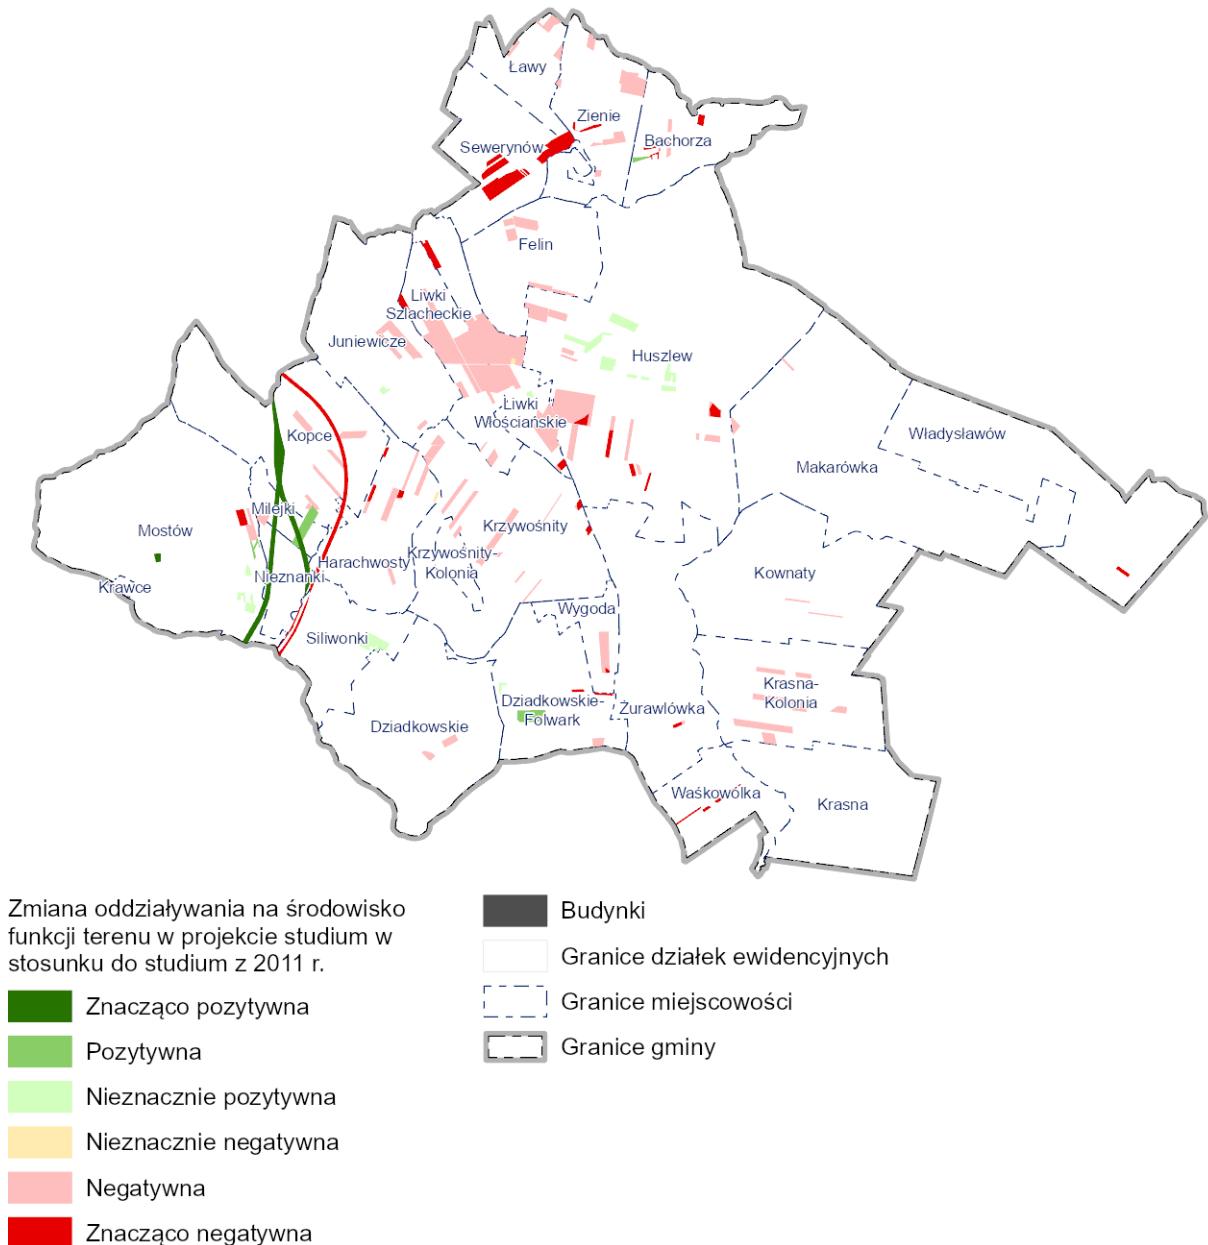 Ławy
Zienie
Bachorza
Sewerynów
Felin
Liwki
Szlacheckie
Juniewicze
Huszlew
Liwki
Włościańskie
Kopce
Władysławów
Makarówka
Milejki
Mostów
Krzywośnity
Harachwosty
Krzywośnity-
Kolonia
Nieznanki
Krawce
Kownaty
Wygoda
Siliwonki
Krasna-
Kolonia
Dziadkowskie-
Folwark
Żurawlówka
Dziadkowskie
Waśkowólka
Krasna
Zmiana oddziaływania na środowisko
funkcji terenu w projekcie studium w
stosunku do studium z 2011 r.
Znacząco pozytywna
Pozytywna
Nieznacznie pozytywna
Nieznacznie negatywna
Negatywna
Znacząco negatywna
Budynki
Granice działek ewidencyjnych
Granice miejscowości
Granice gminy